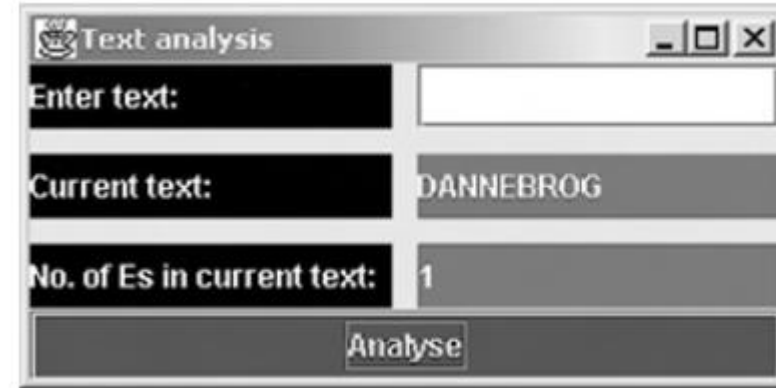 Text analysis
Enter text:
Current text: DANNEBROG
No. of Es in current text: 1
Analyse